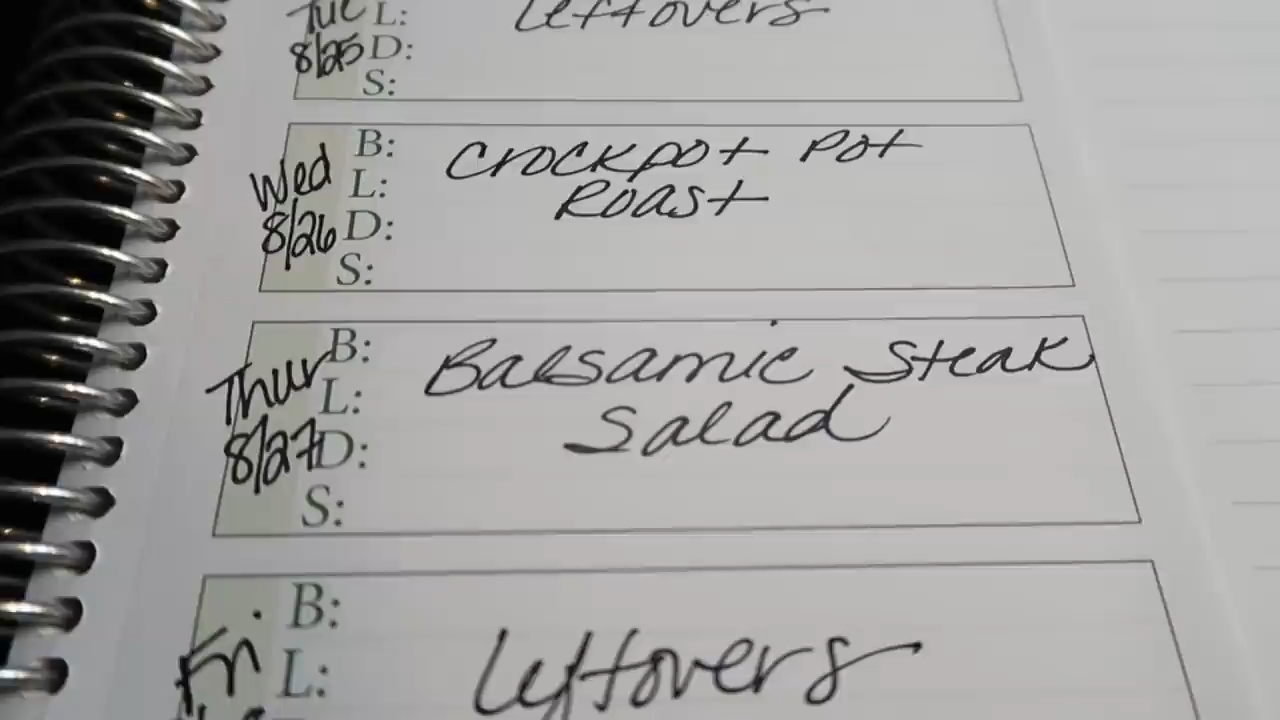 Tue L: Leftovers
8/25 D:
S:
B: Crockpot Pot
Wed L: Roast
8/26 D:
S:
B: Balsamic Steak
Thur L: Salad
8/27 D:
S:
B:
Fri L: Leftovers